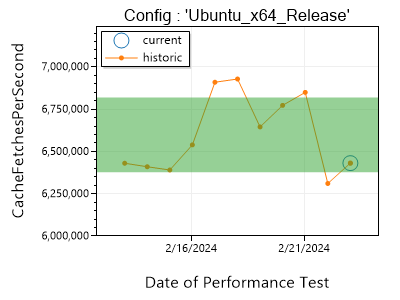 Config : 'Ubuntu_x64_Release'
current
historic
CacheFetchesPerSecond
7,000,000
6,750,000
6,500,000
6,250,000
6,000,000
2/16/2024
2/21/2024
Date of Performance Test